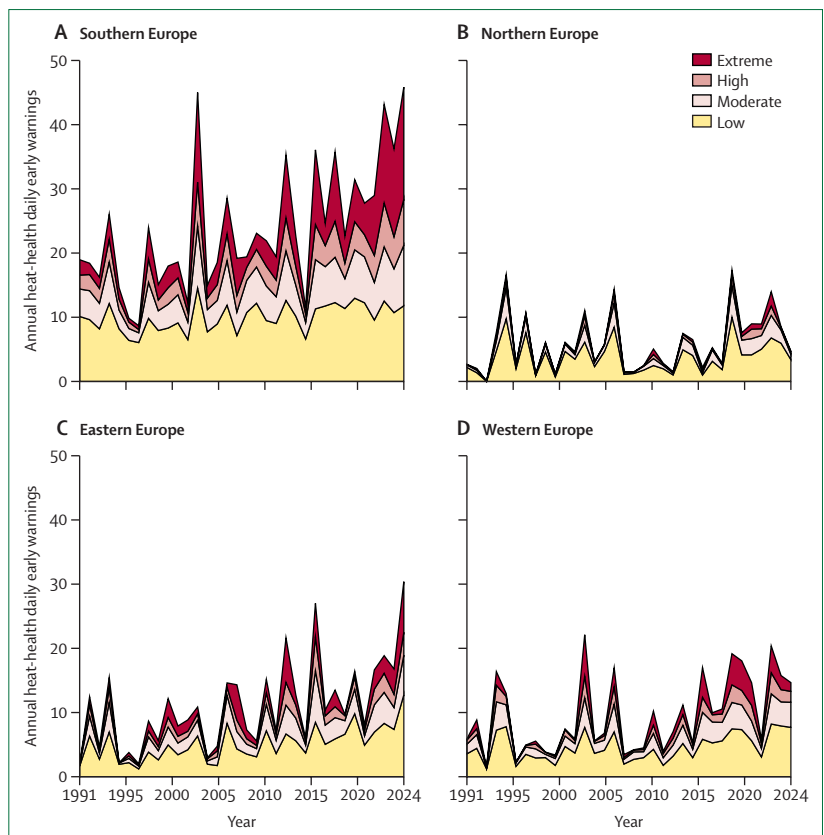 A Southern Europe
B Northern Europe
Extreme
High
Moderate
Low
Annual heat-health daily early warnings
50
40
30
20
10
0
C Eastern Europe
D Western Europe
Annual heat-health daily early warnings
50
40
30
20
10
0
1991 1995 2000 2005 2010 2015 2020 2024
Year
1991 1995 2000 2005 2010 2015 2020 2024
Year